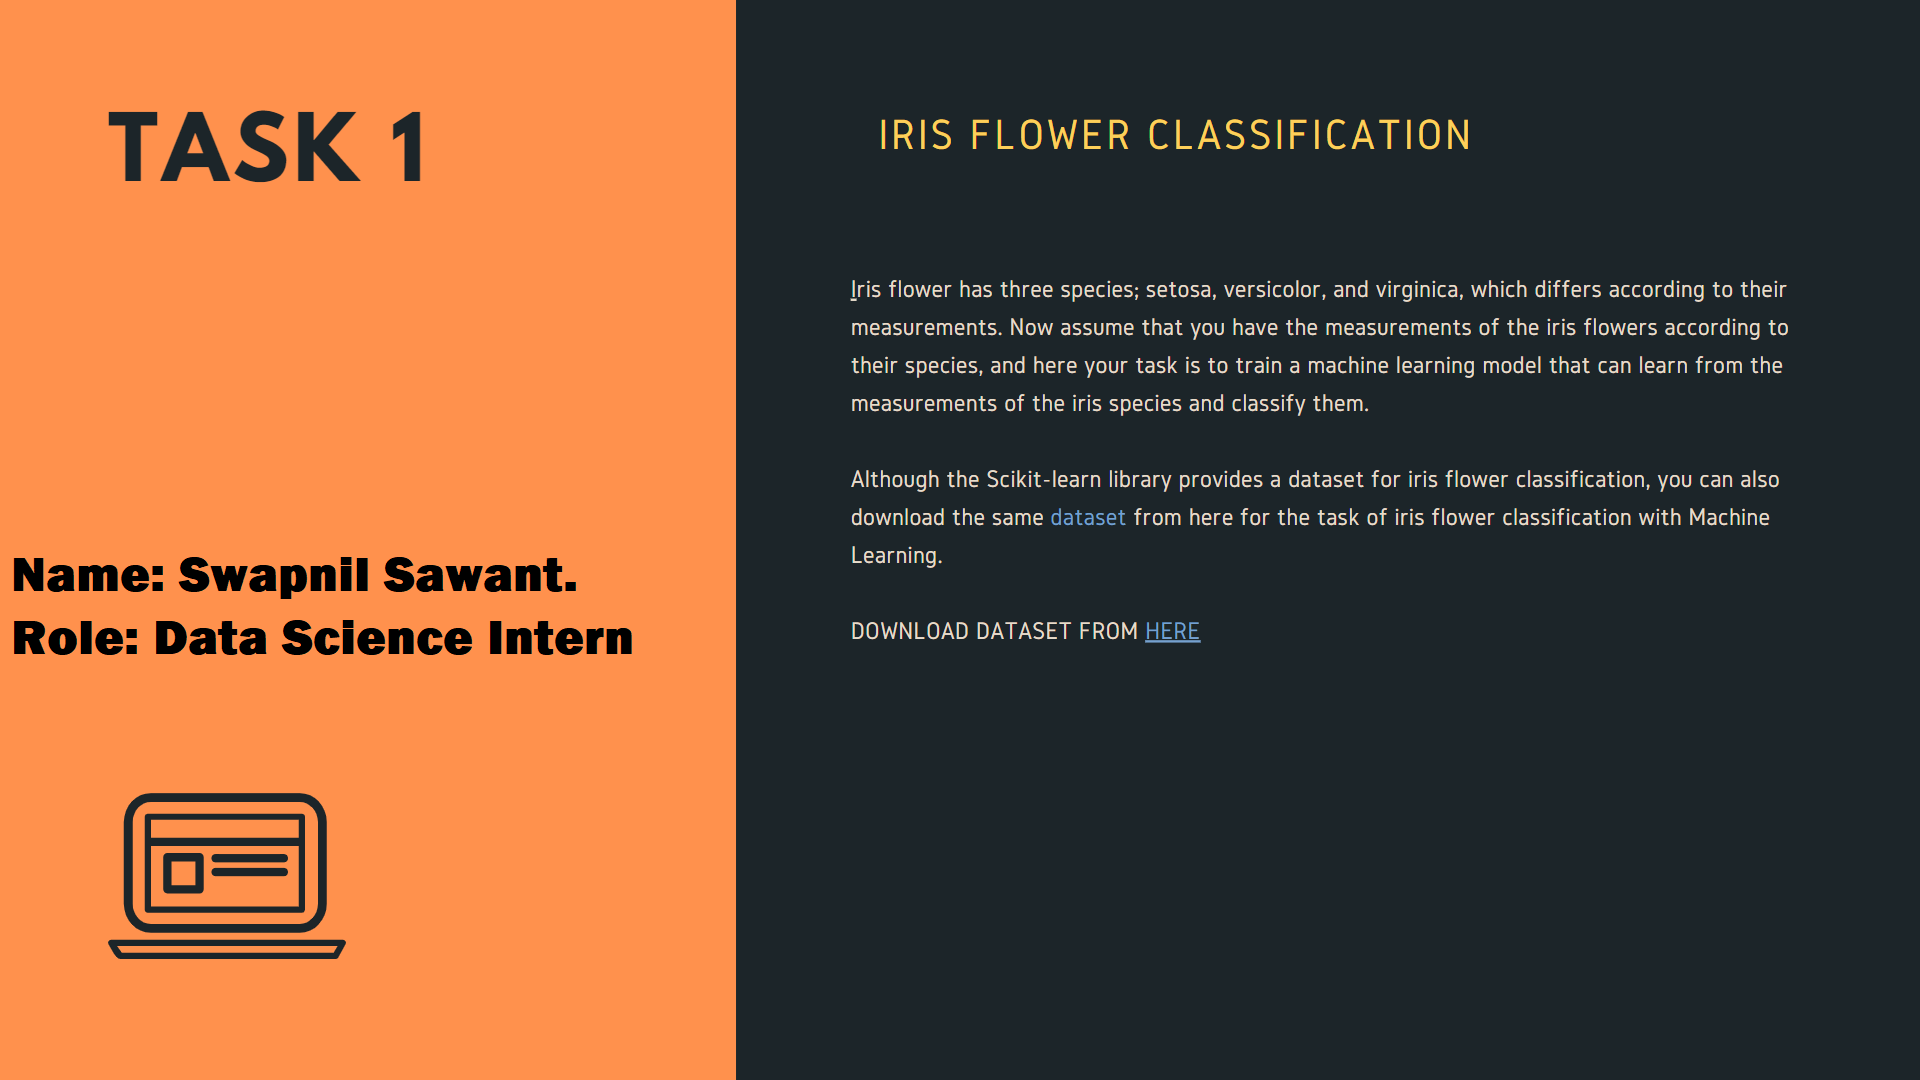 TASK 1
Name: Swapnil Sawant.
Role: Data Science Intern
IRIS FLOWER CLASSIFICATION
Iris flower has three species; setosa, versicolor, and virginica, which differs according to their
measurements. Now assume that you have the measurements of the iris flowers according to
their species, and here your task is to train a machine learning model that can learn from the
measurements of the iris species and classify them.
Although the Scikit-learn library provides a dataset for iris flower classification, you can also
download the same dataset from here for the task of iris flower classification with Machine
Learning.
DOWNLOAD DATASET FROM HERE